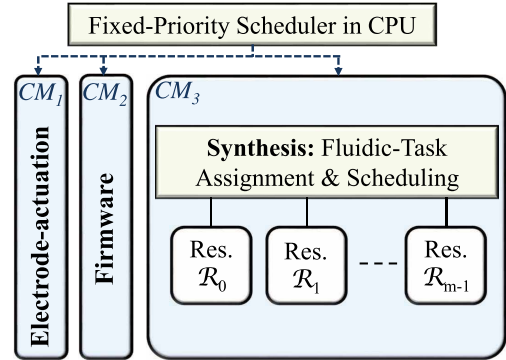 Fixed-Priority Scheduler in CPU
CM1
CM2
CM3
Electrode-actuation
Firmware
Synthesis: Fluidic-Task
Assignment & Scheduling
Res.
R0
Res.
R1
Res.
Rm-1